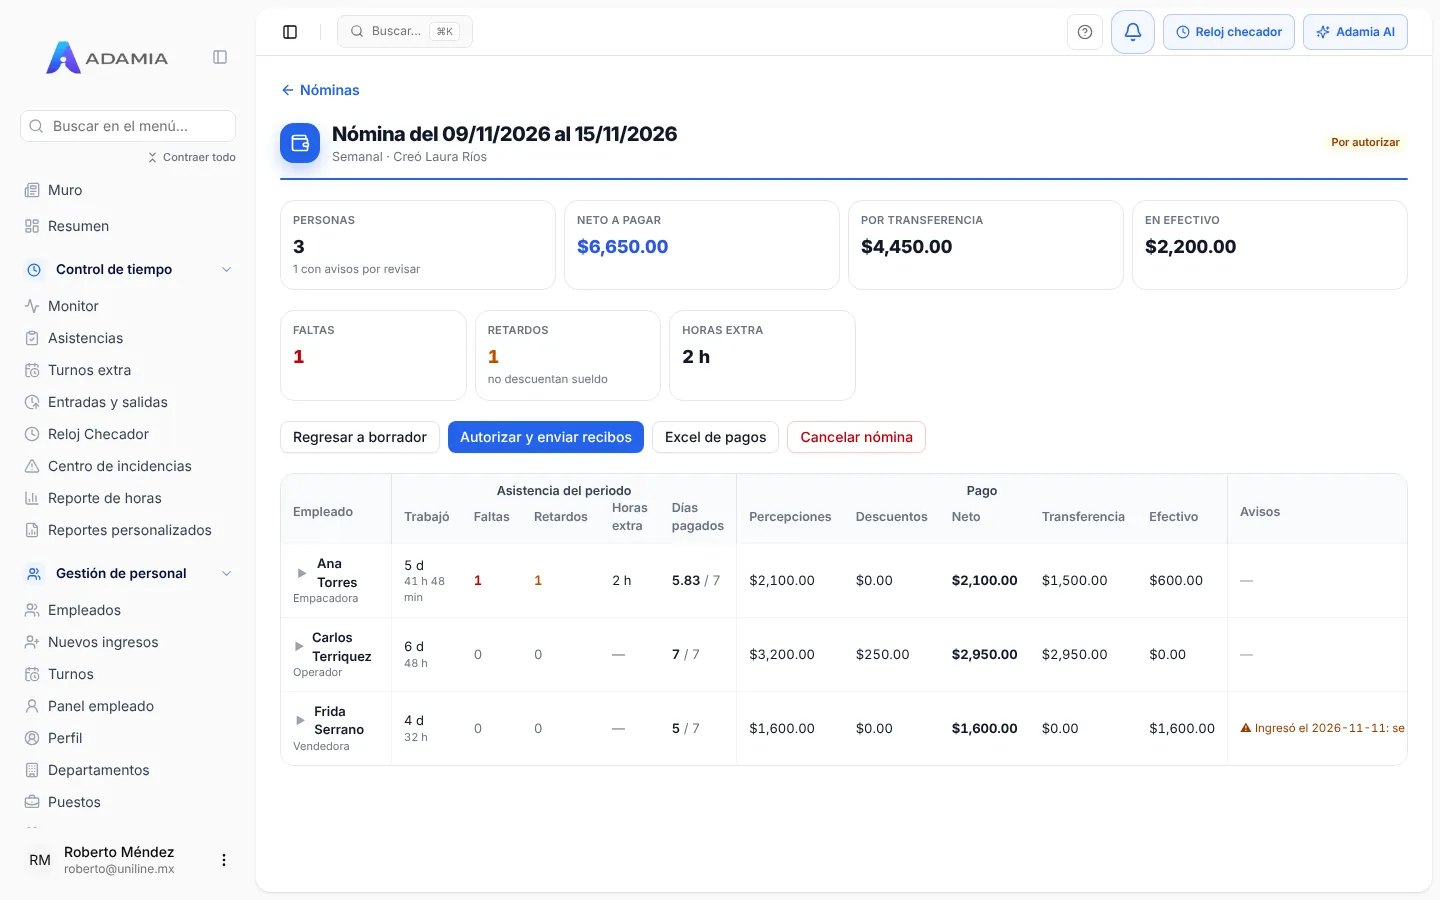 ADAMIA
Buscar en el menú...
Contraer todo
Muro
Resumen
Control de tiempo
Monitor
Asistencias
Turnos extra
Entradas y salidas
Reloj Checador
Centro de incidencias
Reporte de horas
Reportes personalizados
Gestión de personal
Empleados
Nuevos ingresos
Turnos
Panel empleado
Perfil
Departamentos
Puestos
RM
Roberto Méndez
roberto@uniline.mx
Buscar... ⌘K
Reloj checador
Adamia AI
← Nóminas
Nómina del 09/11/2026 al 15/11/2026
Semanal · Creó Laura Ríos
Por autorizar
PERSONAS
3
1 con avisos por revisar
NETO A PAGAR
$6,650.00
POR TRANSFERENCIA
$4,450.00
EN EFECTIVO
$2,200.00
FALTAS
1
RETARDOS
1
no descuentan sueldo
HORAS EXTRA
2 h
Regresar a borrador
Autorizar y enviar recibos
Excel de pagos
Cancelar nómina
Asistencia del periodo
Pago
Empleado Trabajó Faltas Retardos Horas extra Días pagados Percepciones Descuentos Neto Transferencia Efectivo Avisos
Ana Torres
Empacadora
5 d
41 h 48 min
1 1 2 h 5.83 / 7 $2,100.00 $0.00 $2,100.00 $1,500.00 $600.00 —
Carlos Terriquez
Operador
6 d
48 h
0 0 — 7 / 7 $3,200.00 $250.00 $2,950.00 $2,950.00 $0.00 —
Frida Serrano
Vendedora
4 d
32 h
0 0 — 5 / 7 $1,600.00 $0.00 $1,600.00 $0.00 $1,600.00 Ingresó el 2026-11-11: se